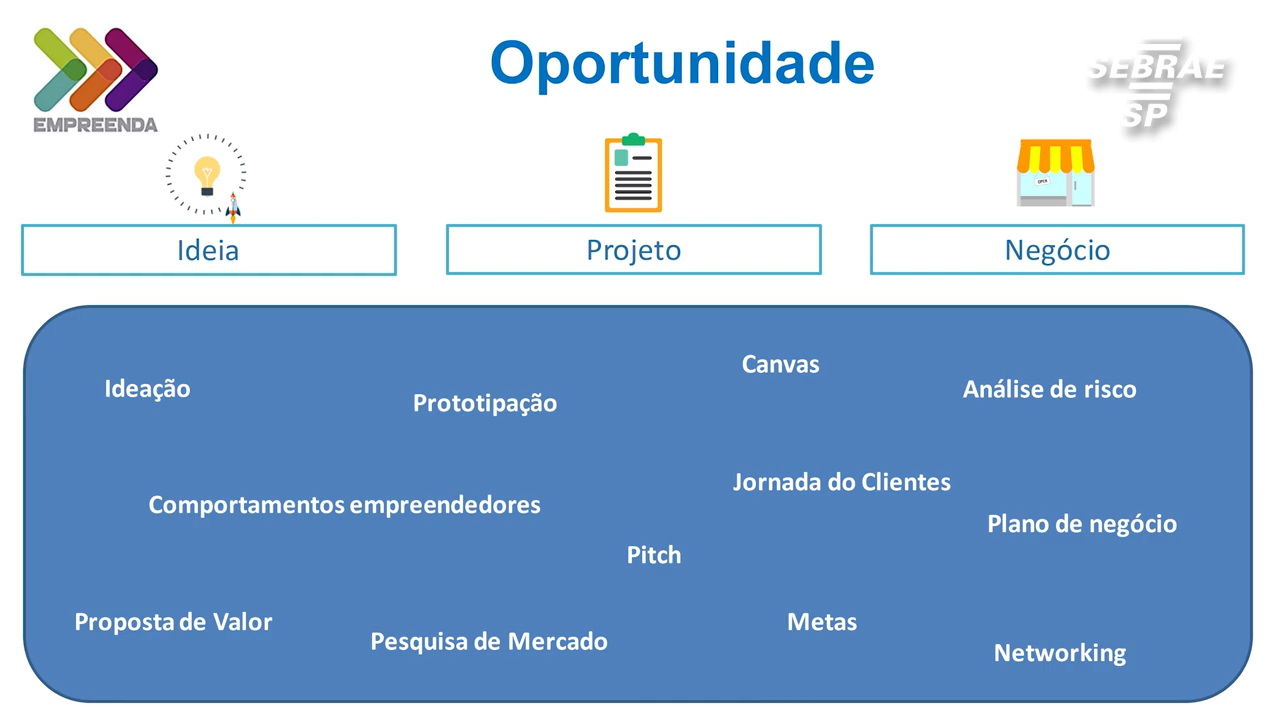 Oportunidade
EMPREENDA
SEBRAE
SP
OPEN
Ideia
Projeto
Negócio
Canvas
Ideação
Análise de risco
Prototipação
Jornada do Clientes
Comportamentos empreendedores
Plano de negócio
Pitch
Proposta de Valor
Metas
Pesquisa de Mercado
Networking